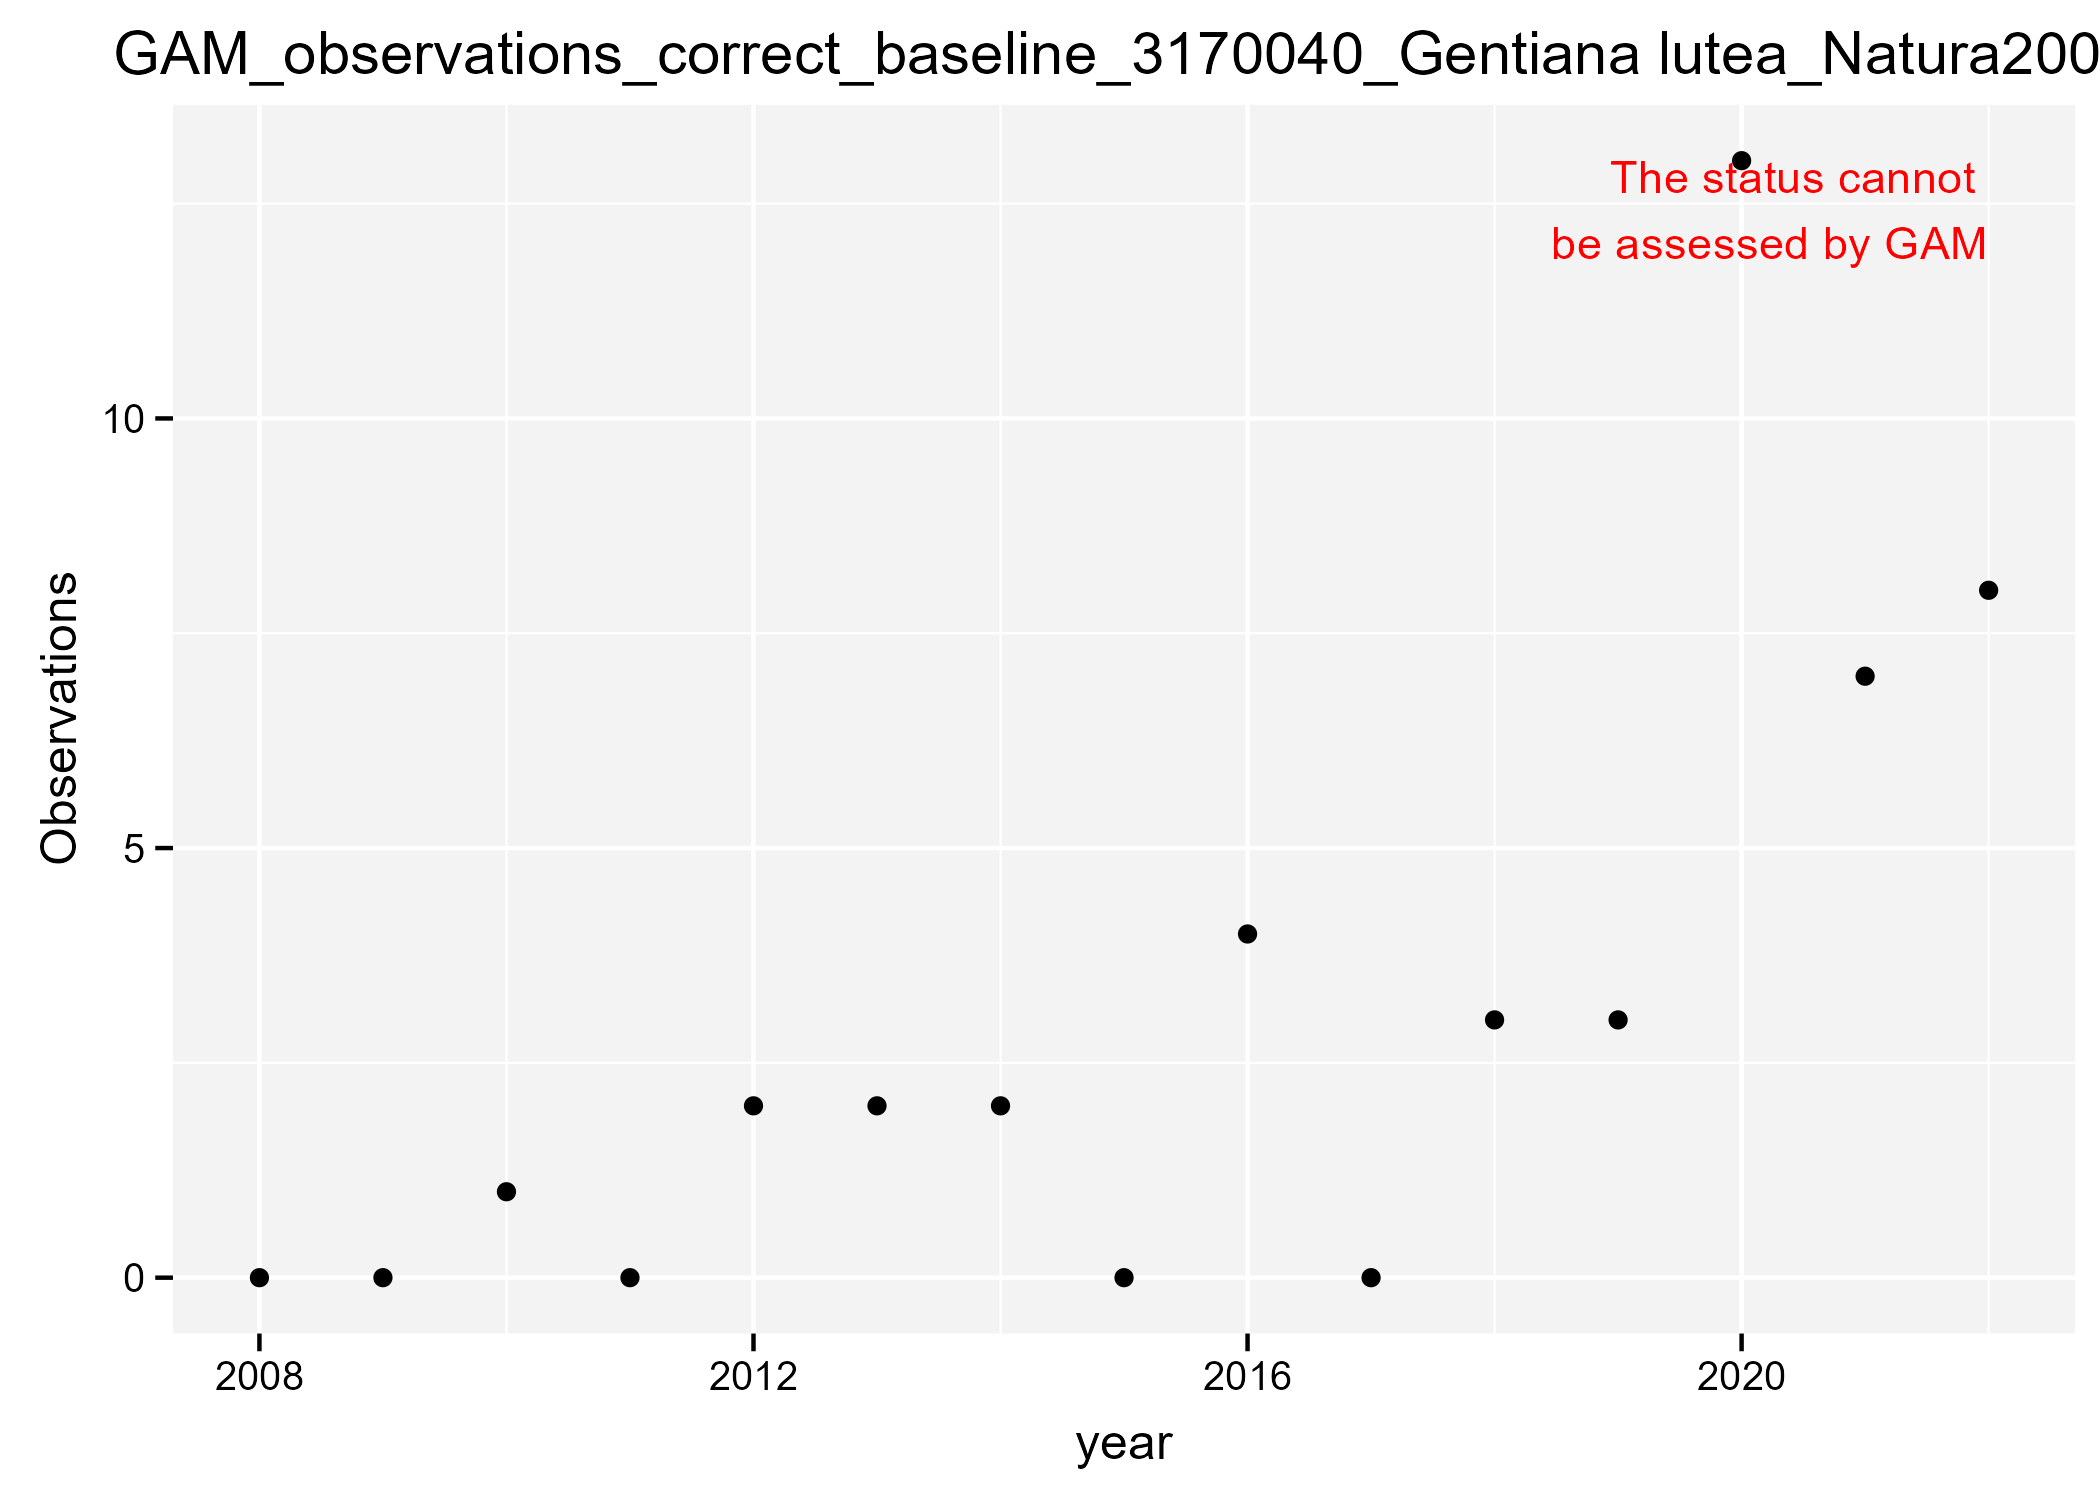 GAM_observations_correct_baseline_3170040_Gentiana lutea_Natura200
The status cannot
be assessed by GAM
10
5
0
Observations
2008 2012 2016 2020
year